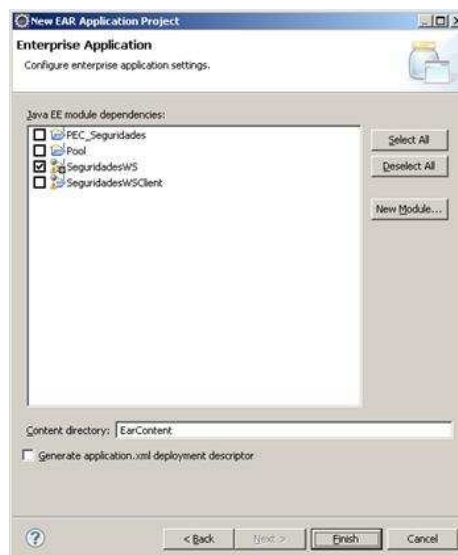 New EAR Application Project
Enterprise Application
Configure enterprise application settings.
Java EE module dependencies:
PEC_Seguridades
Pool
SeguridadesWS
SeguridadesWSClient
Select All
Deselect All
New Module...
Content directory: EarContent
Generate application.xml deployment descriptor
? < Back Next > Finish Cancel